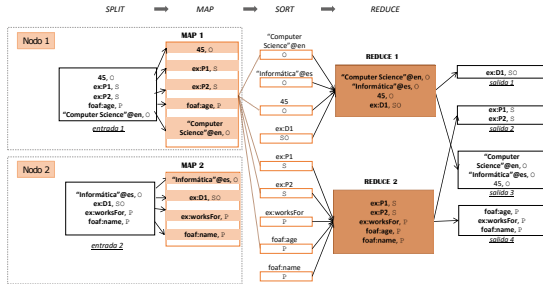 SPLIT MAP SORT REDUCE
Nodo 1
45, O
ex:P1, S
ex:P2, S
foaf:age, P
"Computer Science"@en, O
entrada 1
MAP 1
45, O
ex:P1, S
ex:P2, S
foaf:age, P
"Computer
Science"@en, O
Nodo 2
"Informática"@es, O
ex:D1, SO
ex:worksFor, P
foaf:name, P
entrada 2
MAP 2
"Informática"@es, O
ex:D1, SO
ex:worksFor, P
foaf:name, P
"Computer
Science"@en
O
"Informática"@es
O
45
O
ex:D1
SO
ex:P1
S
ex:P2
S
ex:worksFor
P
foaf:age
P
foaf:name
P
REDUCE 1
"Computer Science"@en, O
"Informática"@es, O
45, O
ex:D1, SO
REDUCE 2
ex:P1, S
ex:P2, S
ex:worksFor, P
foaf:age, P
foaf:name, P
ex:D1, SO
salida 1
ex:P1, S
ex:P2, S
salida 2
"Computer
Science"@en, O
"Informática"@es, O
45, O
salida 3
foaf:age, P
ex:worksFor, P
foaf:name, P
salida 4